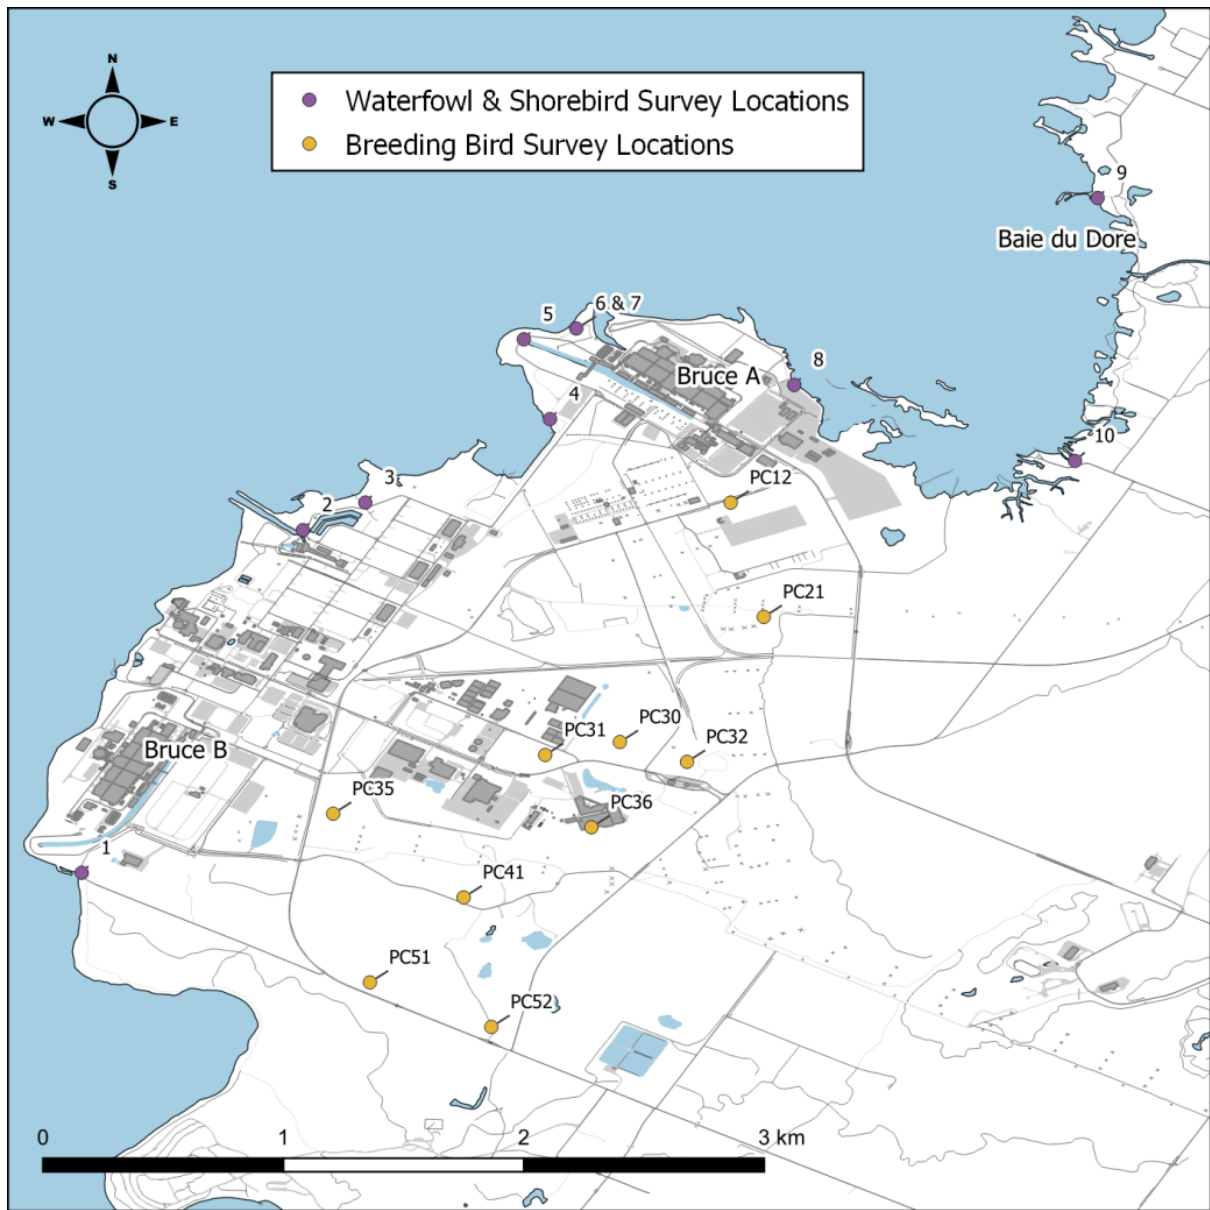 N
W E
S
Waterfowl & Shorebird Survey Locations
Breeding Bird Survey Locations
9
Baie du Dore
5
6 & 7
Bruce A
8
4
10
PC12
3
2
PC21
PC31
PC30
PC32
Bruce B
PC35
PC36
1
PC41
PC51
PC52
0 1 2 3 km